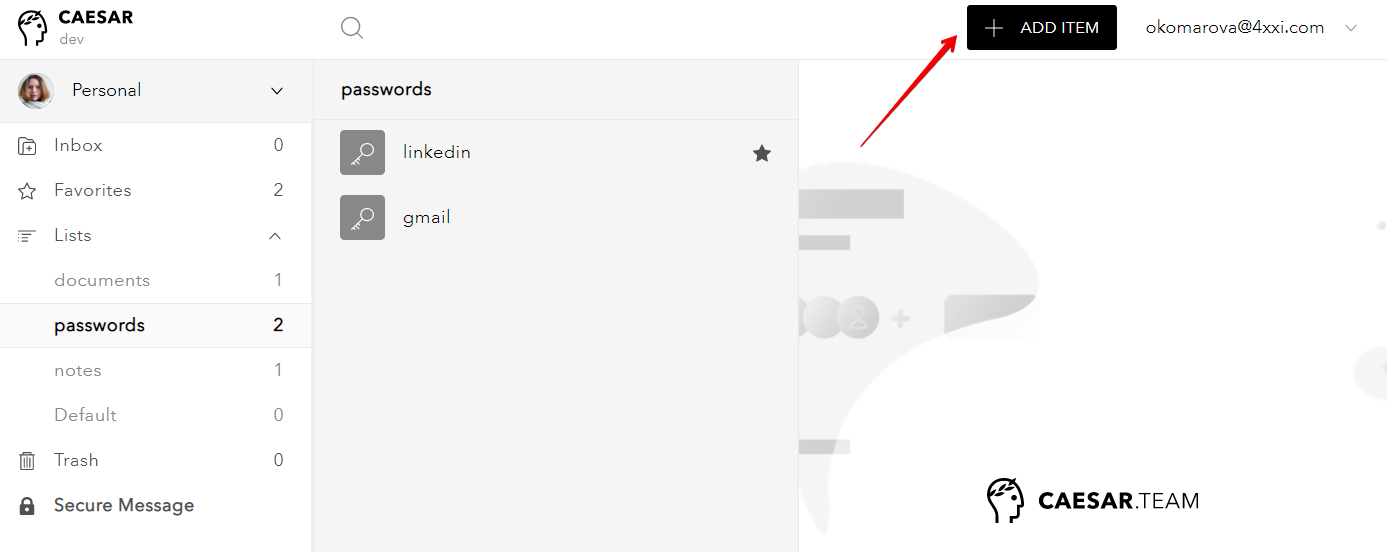 CAESAR
dev
ADD ITEM
okomarova@4xxi.com
Personal
passwords
Inbox 0
linkedin
Favorites 2
gmail
Lists
documents 1
passwords 2
notes 1
Default 0
Trash 0
Secure Message
CAESAR.TEAM